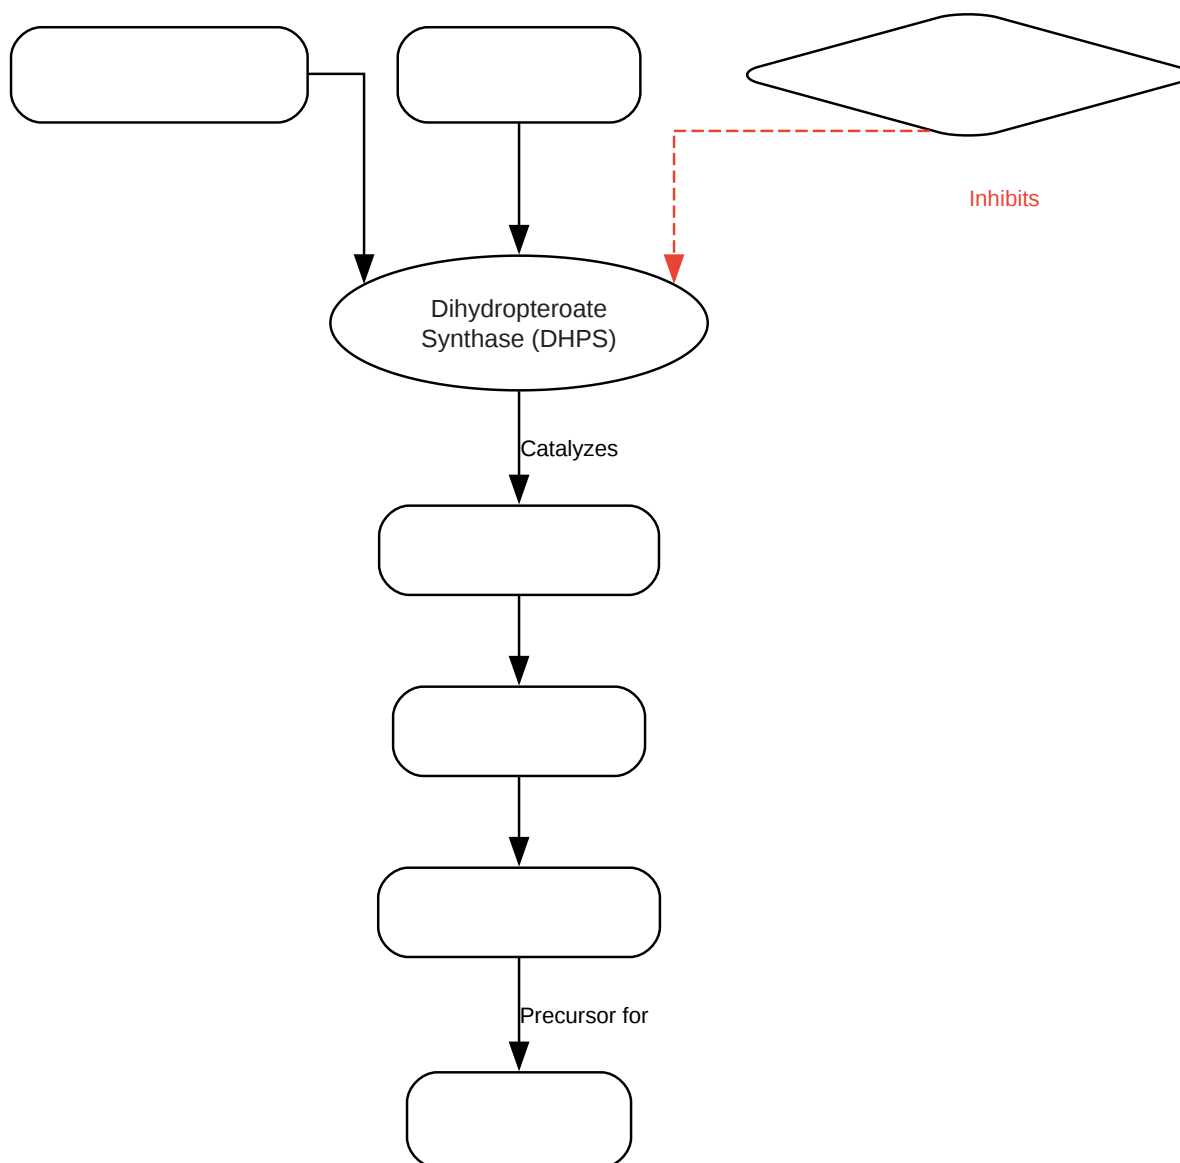 Inhibits
Dihydropteroate
Synthase (DHPS)
Catalyzes
Precursor for